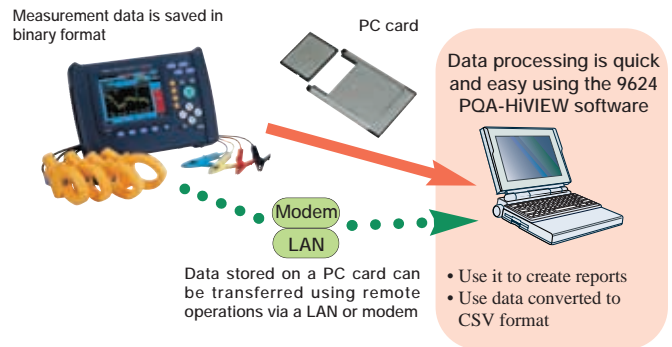 Measurement data is saved in
binary format
PC card
Data processing is quick
and easy using the 9624
PQA-HiVIEW software
Modem
LAN
Data stored on a PC card can
be transferred using remote
operations via a LAN or modem
• Use it to create reports
• Use data converted to
CSV format